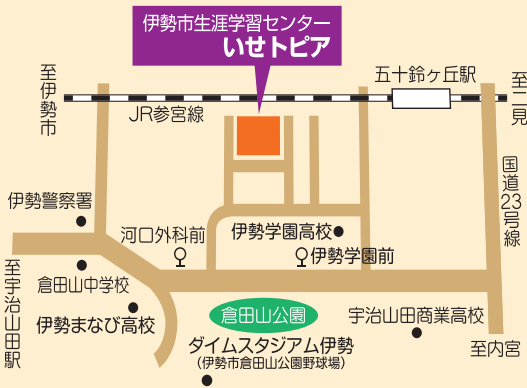 伊勢市生涯学習センター
いせトピア
至伊勢市
JR参宮線
五十鈴ヶ丘駅
至二見
国道23号線
伊勢警察署
河口外科前
伊勢学園高校
伊勢学園前
至宇治山田駅
倉田山中学校
伊勢まなび高校
倉田山公園
ダイムスタジアム伊勢
(伊勢市倉田山公園野球場)
宇治山田商業高校
至内宮